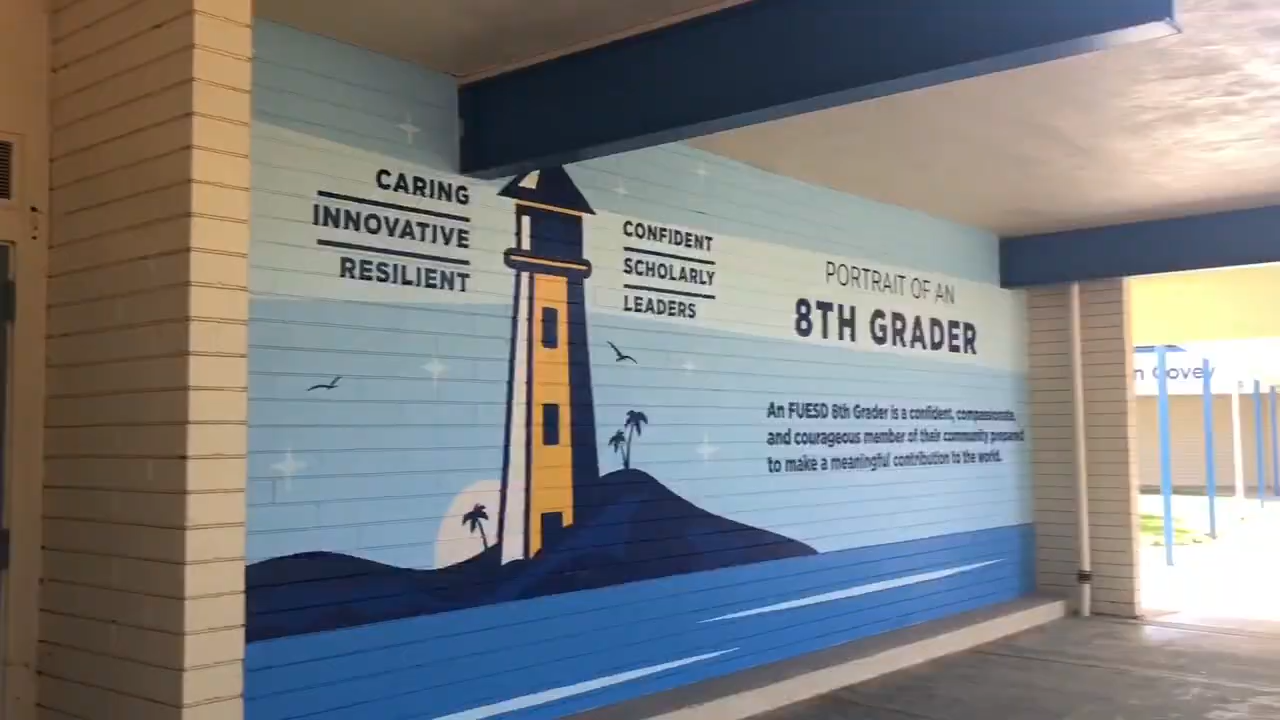 CARING
INNOVATIVE
RESILIENT
CONFIDENT
SCHOLARLY
LEADERS
PORTRAIT OF AN
8TH GRADER
An FUESD 8th Grader is a confident, compassionate,
and courageous member of their community prepared
to make a meaningful contribution to the world.
n Covey